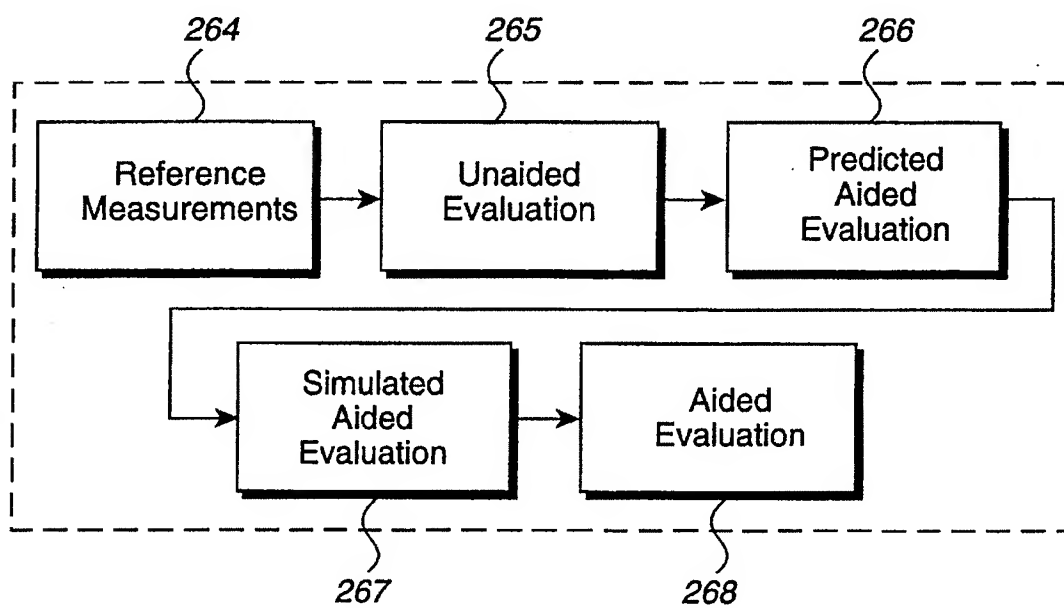 264
265
266
Reference
Measurements
Unaided
Evaluation
Predicted
Aided
Evaluation
Simulated
Aided
Evaluation
Aided
Evaluation
267
268